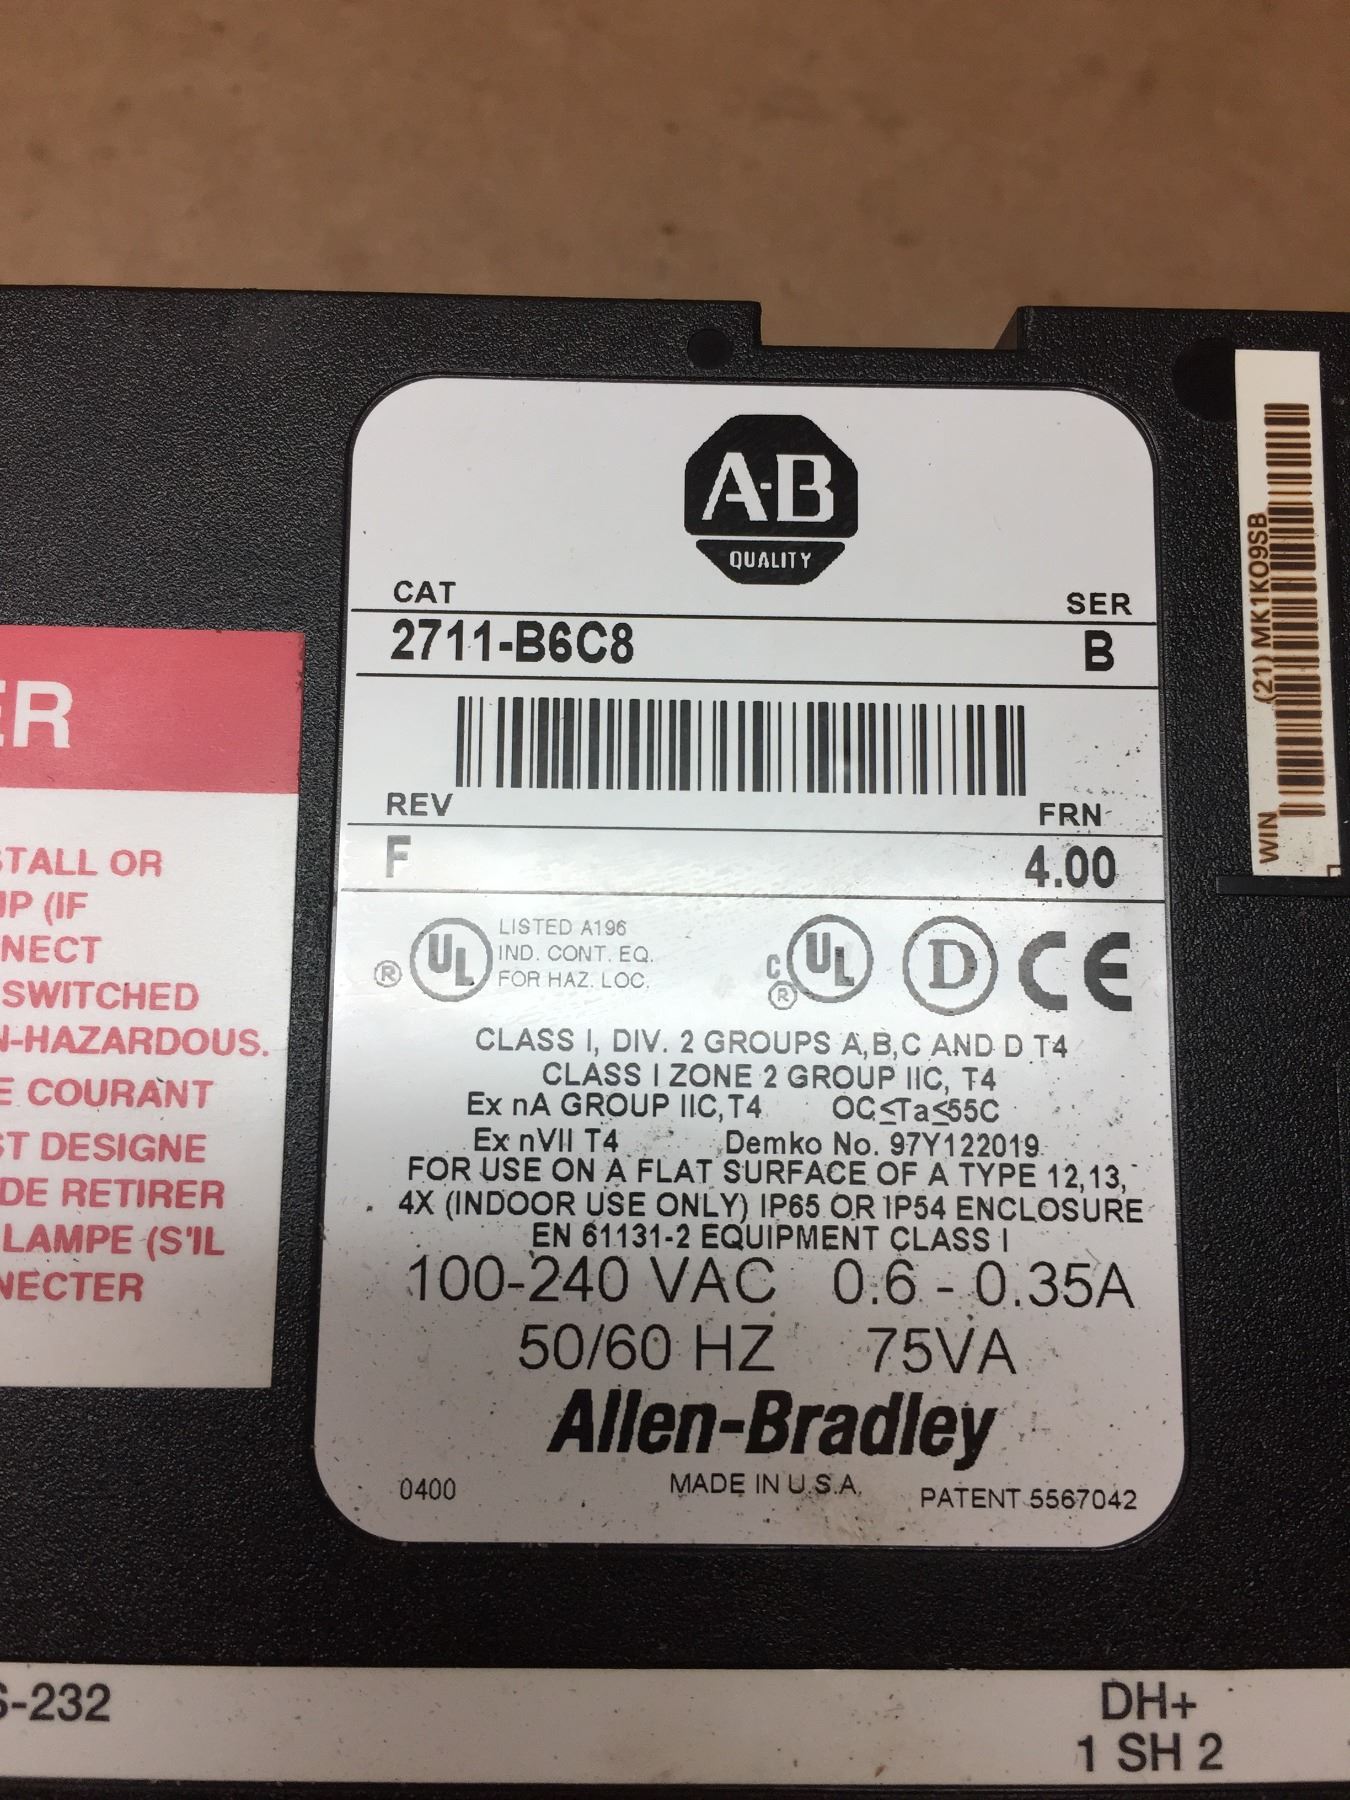 A-B
QUALITY
CAT
SER
2711-B6C8
B
REV
FRN
F
4.00
® UL LISTED A196
IND. CONT. EQ.
FOR HAZ. LOC.
C UL ® D CE
CLASS I, DIV. 2 GROUPS A,B,C AND D T4
CLASS I ZONE 2 GROUP IIC, T4
Ex nA GROUP IIC,T4 OC≤Ta≤55C
Ex nVII T4 Demko No. 97Y122019
FOR USE ON A FLAT SURFACE OF A TYPE 12,13,
4X (INDOOR USE ONLY) IP65 OR IP54 ENCLOSURE
EN 61131-2 EQUIPMENT CLASS I
100-240 VAC 0.6 - 0.35A
50/60 HZ 75VA
Allen-Bradley
0400 MADE IN U.S.A. PATENT 5567042
ER
STALL OR
(IF
NECT
SWITCHED
N-HAZARDOUS.
E COURANT
ST DESIGNE
DE RETIRER
LAMPE (S'IL
NECTER
WIN
(21) MK1KO9SB
S-232
DH+
1 SH 2